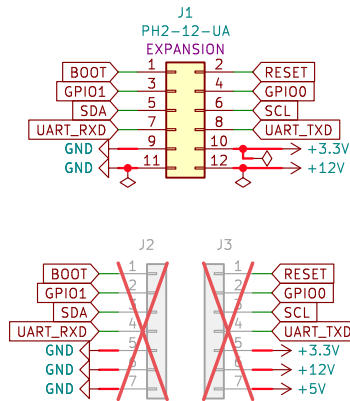 J1
PH2-12-UA
EXPANSION
BOOT 1 2 RESET
GPIO1 3 4 GPIO0
SDA 5 6 SCL
UART_RXD 7 8 UART_TXD
GND 9 10 +3.3V
GND 11 12 +12V
J2 J3
BOOT 1 1 RESET
GPIO1 2 2 GPIO0
SDA 3 3 SCL
UART_RXD 4 4 UART_TXD
GND 5 5 +3.3V
GND 6 6 +12V
GND 7 7 +5V